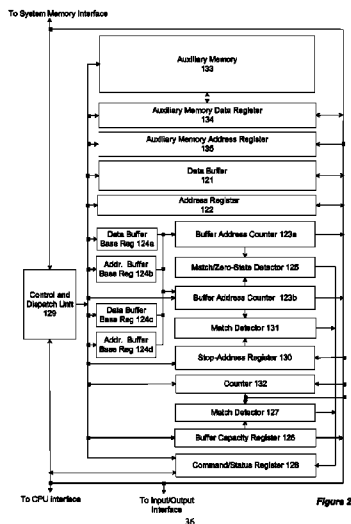 To System Memory Interface
Auxiliary Memory
133
Auxiliary Memory Data Register
134
Auxiliary Memory Address Register
135
Data Buffer
121
Address Register
122
Data Buffer
Base Reg 124a
Buffer Address Counter 123a
Addr. Buffer
Base Reg 124b
Match/Zero-State Detector 125
Control and
Dispatch Unit
129
Buffer Address Counter 123b
Data Buffer
Base Reg 124c
Match Detector 131
Addr. Buffer
Base Reg 124d
Stop-Address Register 130
Counter 132
Match Detector 127
Buffer Capacity Register 126
Command/Status Register 128
To CPU Interface
To Input/Output
Interface
Figure 2
36